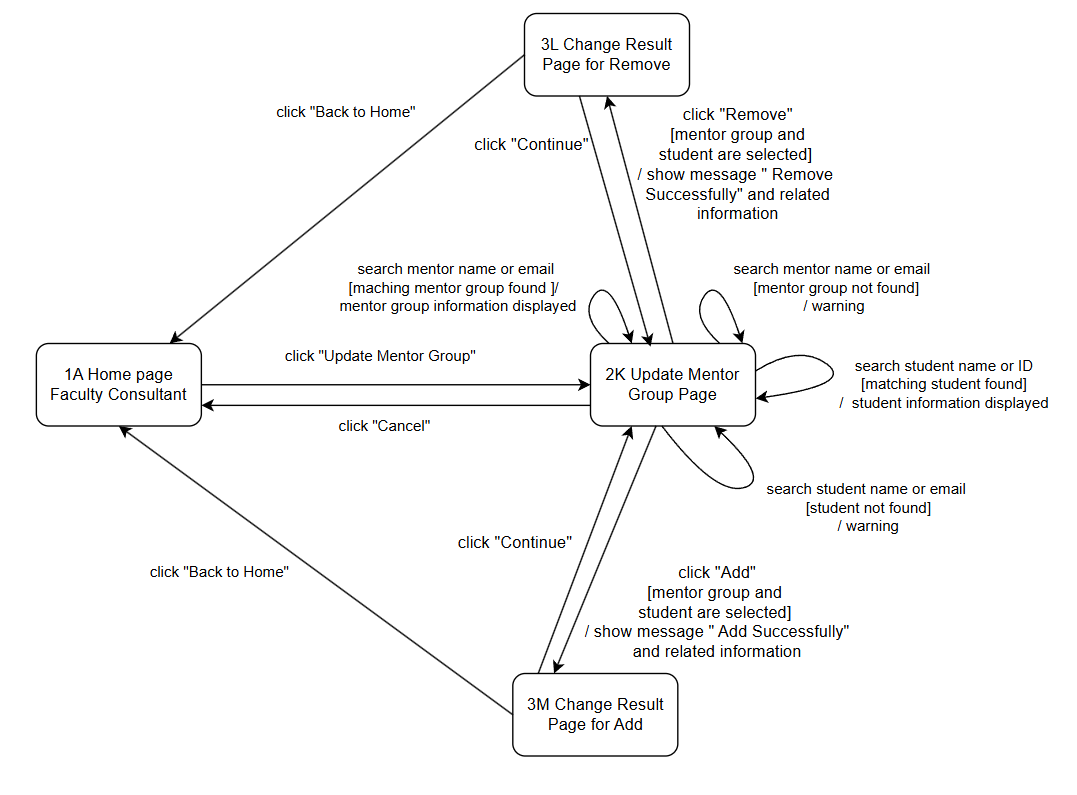 3L Change Result
Page for Remove
click "Back to Home"
click "Continue"
click "Remove"
[mentor group and
student are selected]
/ show message " Remove
Successfully" and related
information
search mentor name or email
[maching mentor group found ]/
mentor group information displayed
search mentor name or email
[mentor group not found]
/ warning
1A Home page
Faculty Consultant
click "Update Mentor Group"
2K Update Mentor
Group Page
search student name or ID
[matching student found]
/  student information displayed
click "Cancel"
search student name or email
[student not found]
/ warning
click "Continue"
click "Back to Home"
click "Add"
[mentor group and
student are selected]
/ show message " Add Successfully"
and related information
3M Change Result
Page for Add